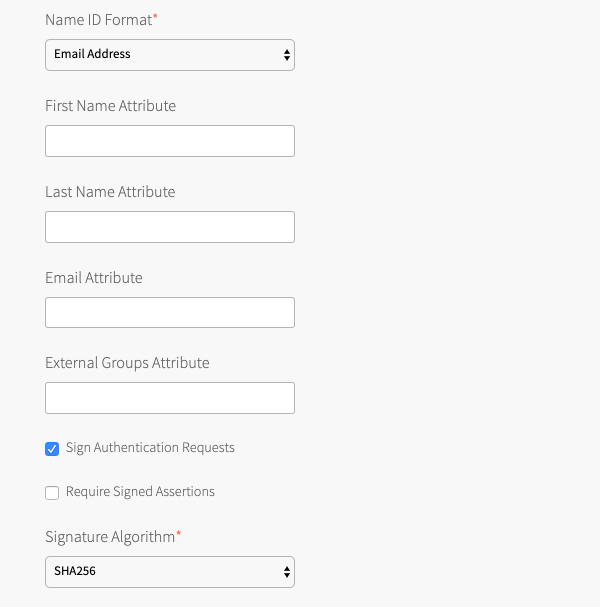 Name ID Format*
Email Address
First Name Attribute
Last Name Attribute
Email Attribute
External Groups Attribute
Sign Authentication Requests
Require Signed Assertions
Signature Algorithm*
SHA256